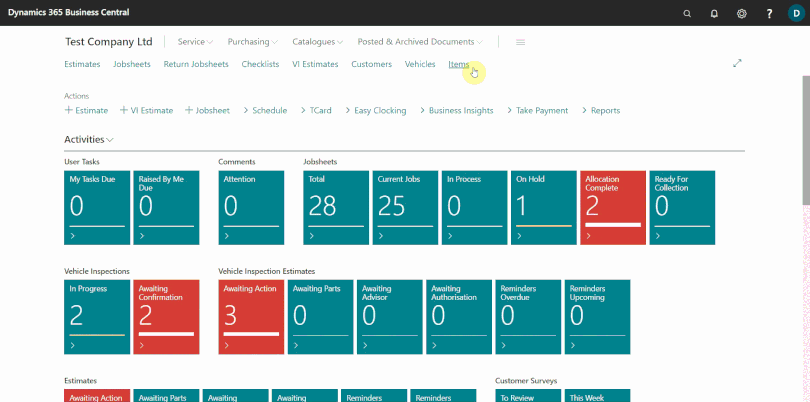 Dynamics 365 Business Central
?
D
Test Company Ltd
Service
Purchasing
Catalogues
Posted & Archived Documents
Estimates
Jobsheets
Return Jobsheets
Checklists
VI Estimates
Customers
Vehicles
Items
Actions
+ Estimate
+ VI Estimate
+ Jobsheet
> Schedule
> TCard
> Easy Clocking
> Business Insights
> Take Payment
> Reports
Activities
User Tasks
Comments
Jobsheets
My Tasks Due
0
Raised By Me
Due
0
Attention
0
Total
28
Current Jobs
25
In Process
0
On Hold
1
Allocation
Complete
2
Ready For
Collection
0
Vehicle Inspections
Vehicle Inspection Estimates
In Progress
2
Awaiting
Confirmation
2
Awaiting Action
3
Awaiting Parts
0
Awaiting
Advisor
0
Awaiting
Authorisation
0
Reminders
Overdue
0
Reminders
Upcoming
0
Estimates
Customer Surveys
Awaiting Action
Awaiting Parts
Awaiting
Awaiting
Reminders
Reminders
To Review
This Week